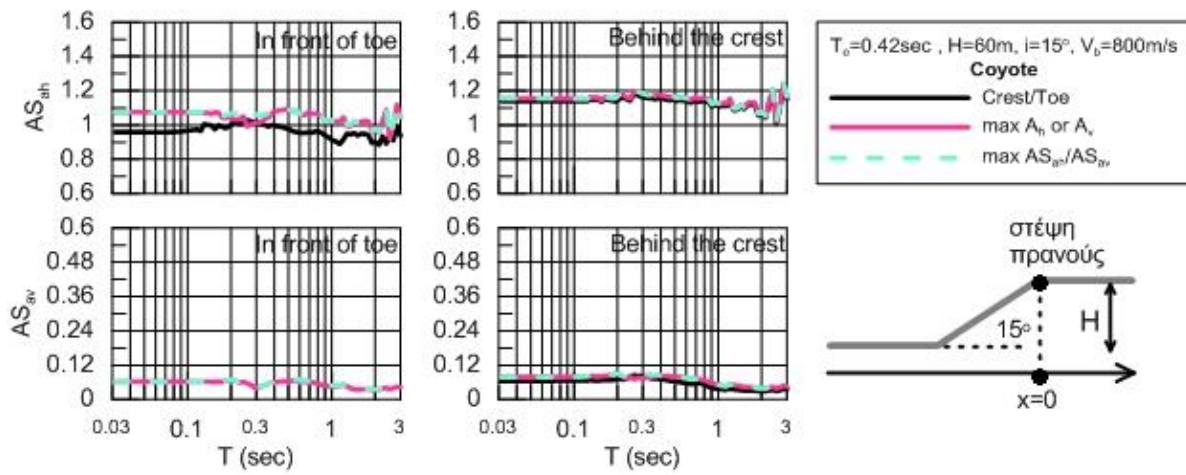 In front of toe
AS_ah
1.6
1.4
1.2
1
0.8
0.6
Behind the crest
1.6
1.4
1.2
1
0.8
0.6
T_o=0.42sec , H=60m, i=15°, V_b=800m/s
Coyote
Crest/Toe
max A_h or A_v
max AS_ah/AS_av
In front of toe
AS_av
0.6
0.48
0.36
0.24
0.12
0
0.03 0.1 0.3 1 3
T (sec)
Behind the crest
0.6
0.48
0.36
0.24
0.12
0
0.03 0.1 0.3 1 3
T (sec)
στέψη
πρανούς
15°
H
x=0